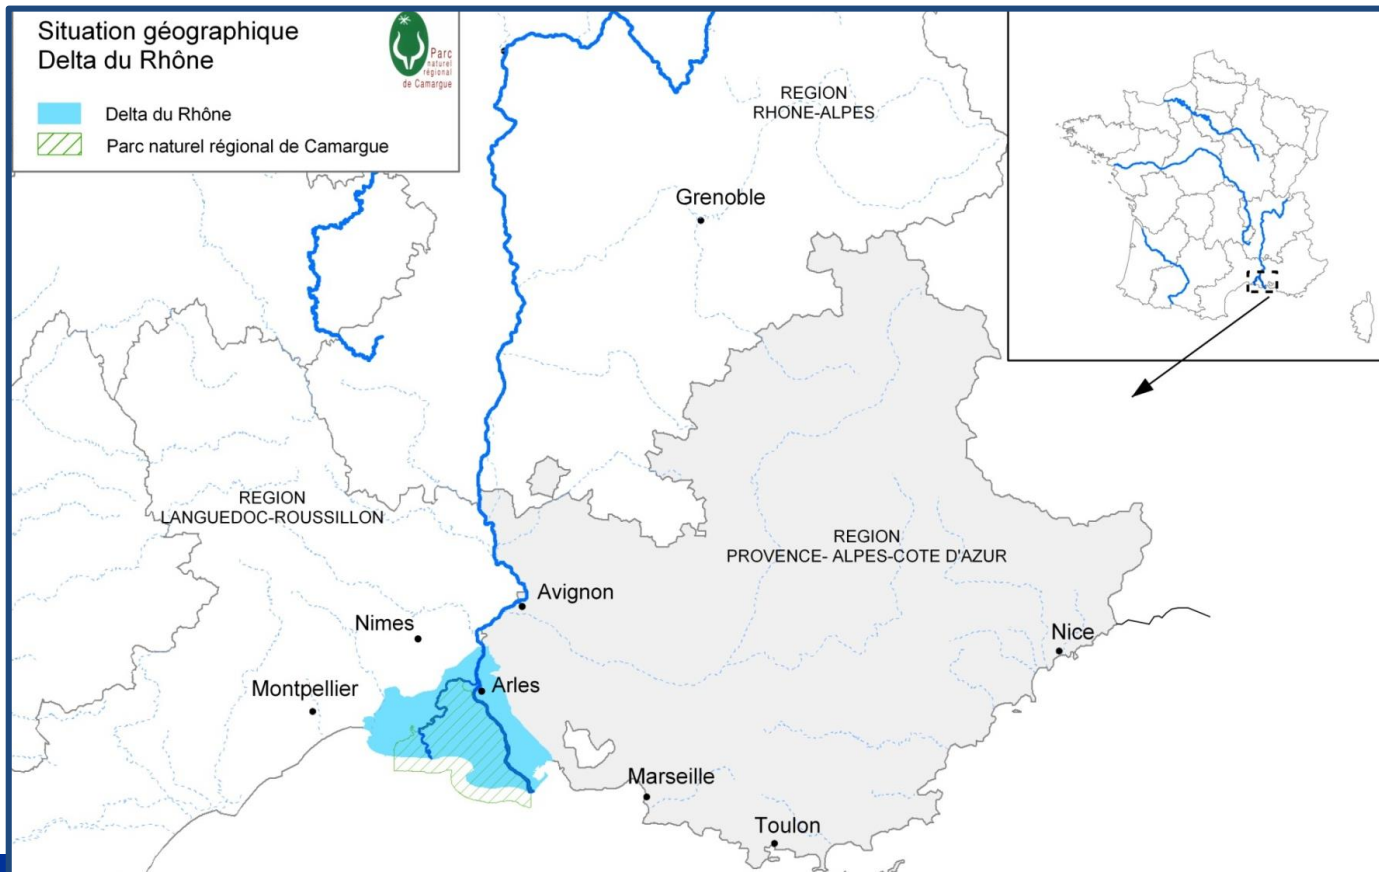 Situation géographique
Delta du Rhône
Parc
naturel
régional
de Camargue
Delta du Rhône
Parc naturel régional de Camargue
REGION
RHONE-ALPES
Grenoble
REGION
LANGUEDOC-ROUSSILLON
REGION
PROVENCE- ALPES-COTE D'AZUR
Avignon
Nimes
Nice
Arles
Montpellier
Marseille
Toulon